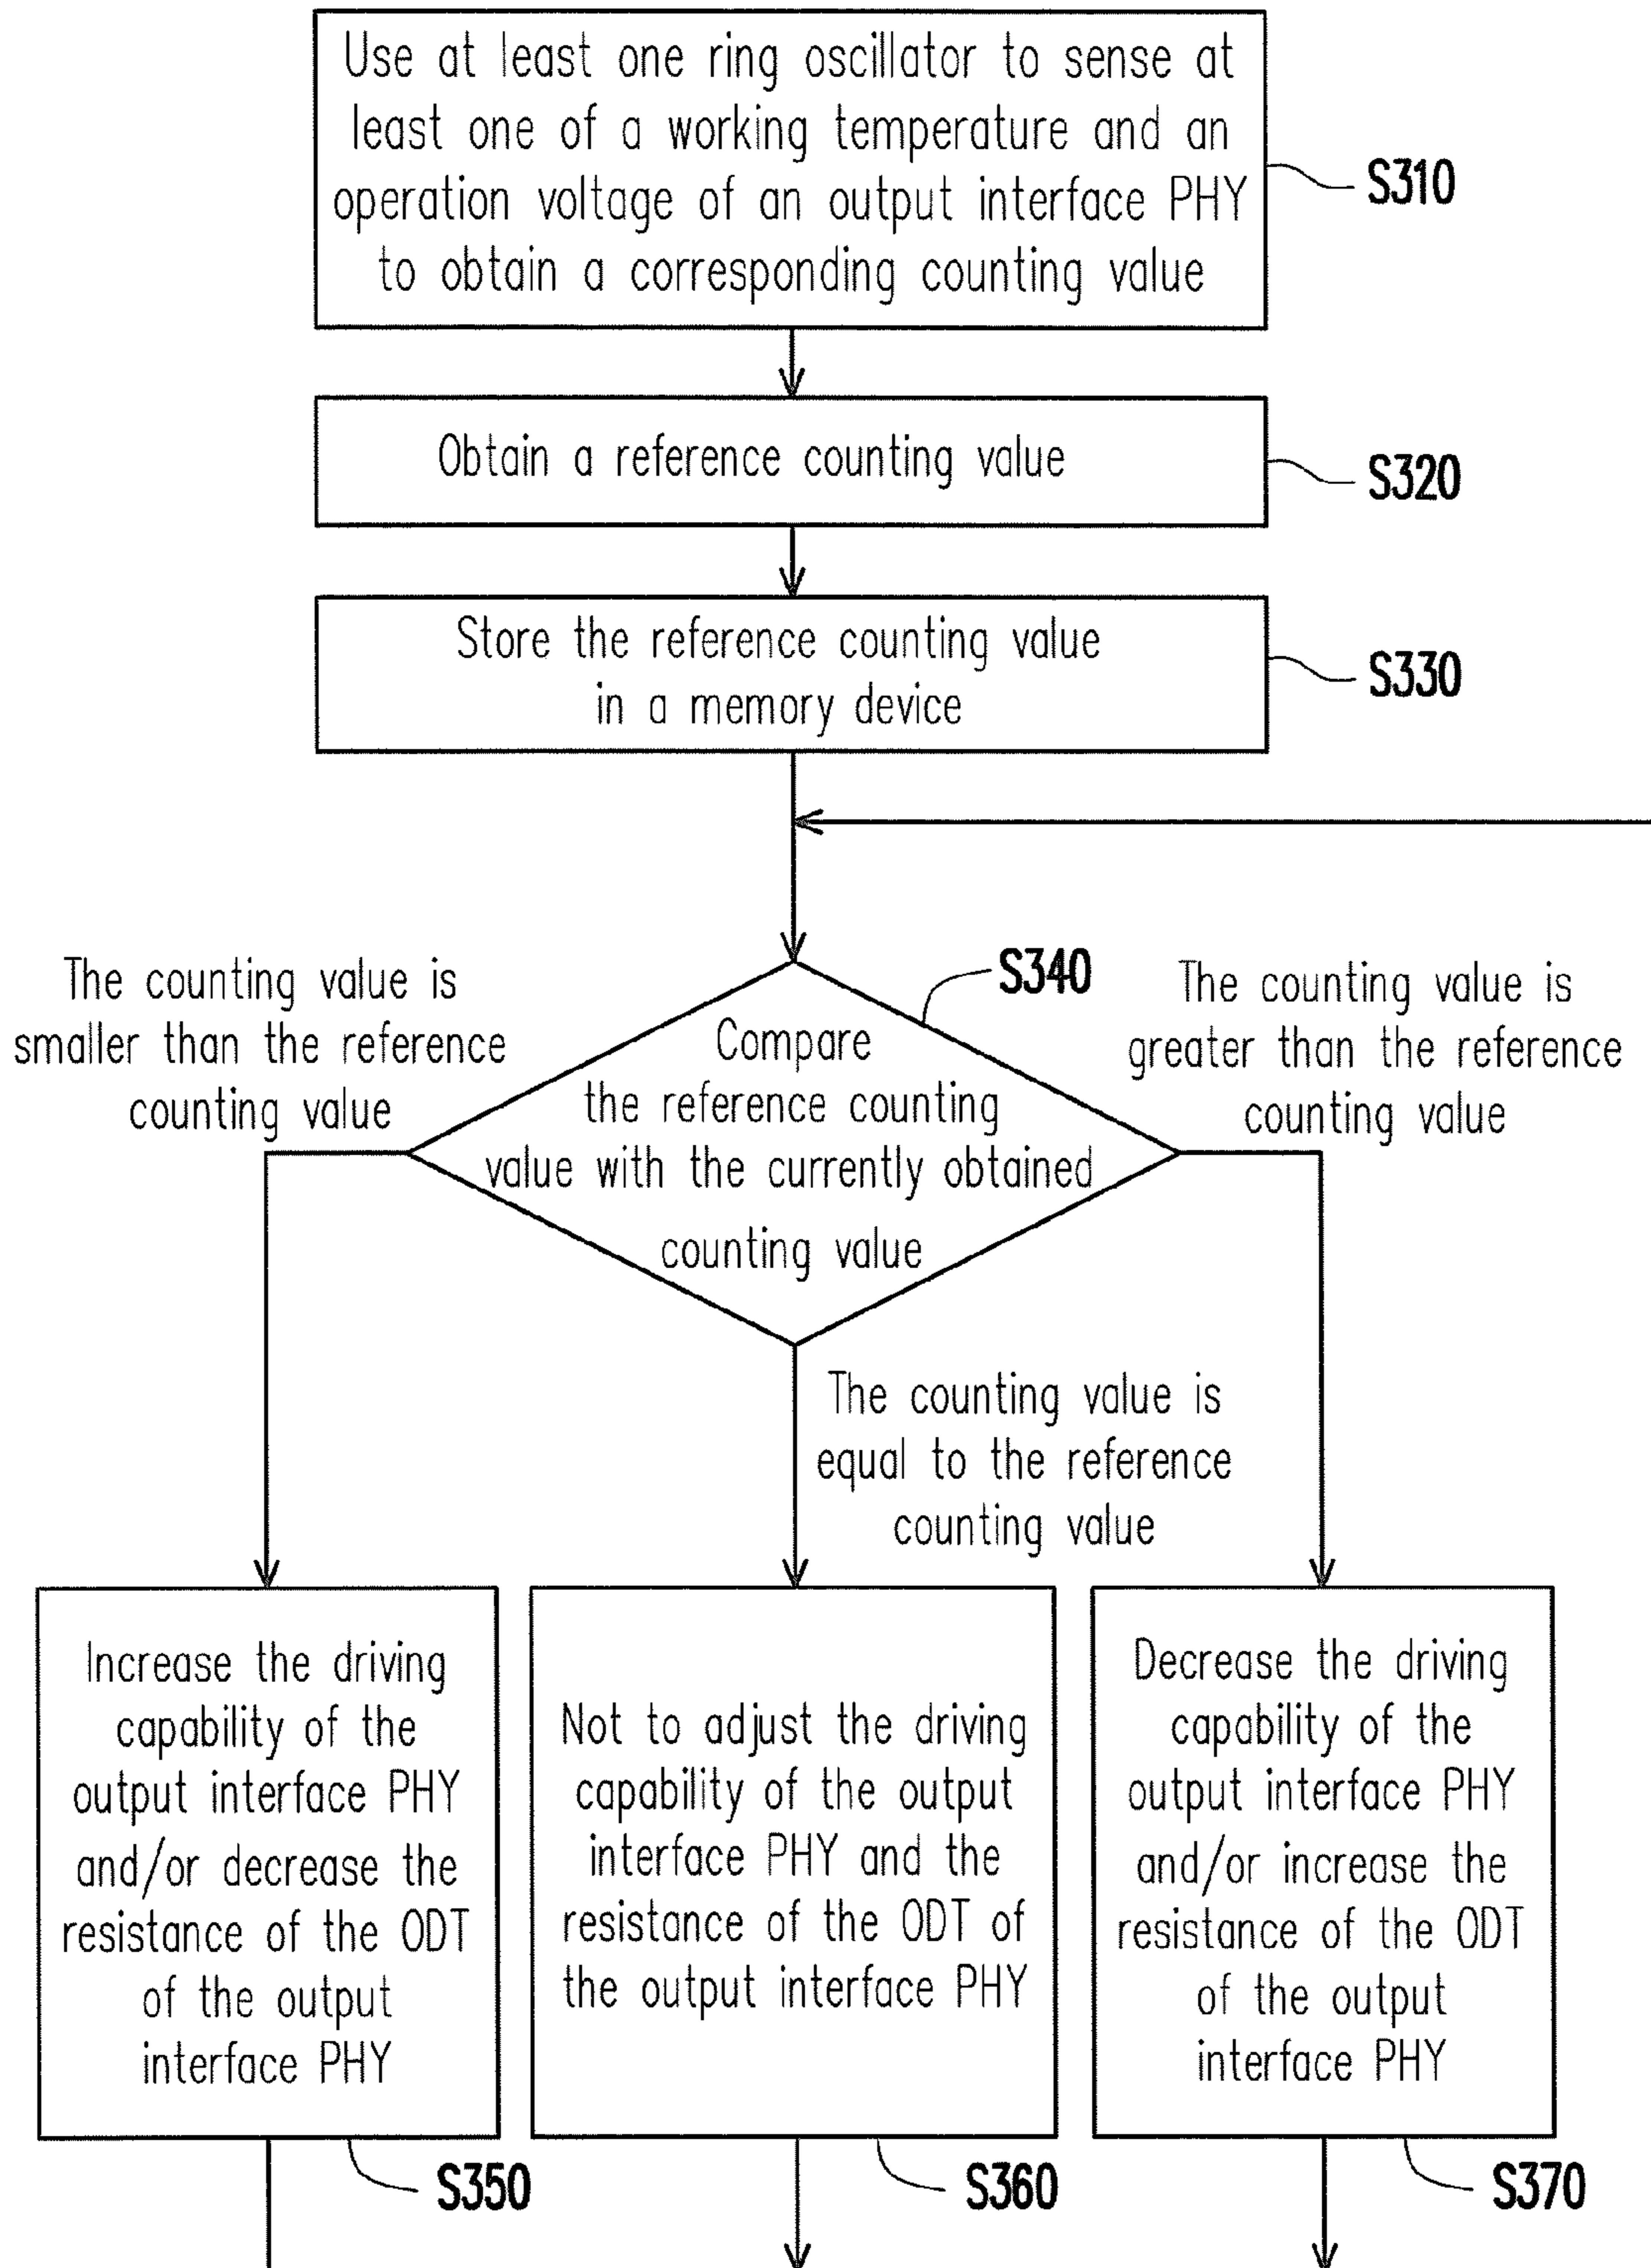 Use at least one ring oscillator to sense at
least one of a working temperature and an
operation voltage of an output interface PHY
to obtain a corresponding counting value
S310
Obtain a reference counting value
S320
Store the reference counting value
in a memory device
S330
The counting value is
smaller than the reference
counting value
S340
Compare
the reference counting
value with the currently obtained
counting value
The counting value is
greater than the reference
counting value
The counting value is
equal to the reference
counting value
Increase the driving
capability of the
output interface PHY
and/or decrease the
resistance of the ODT
of the output
interface PHY
S350
Not to adjust the driving
capability of the output
interface PHY and the
resistance of the ODT of
the output interface PHY
S360
Decrease the driving
capability of the
output interface PHY
and/or increase the
resistance of the ODT
of the output
interface PHY
S370